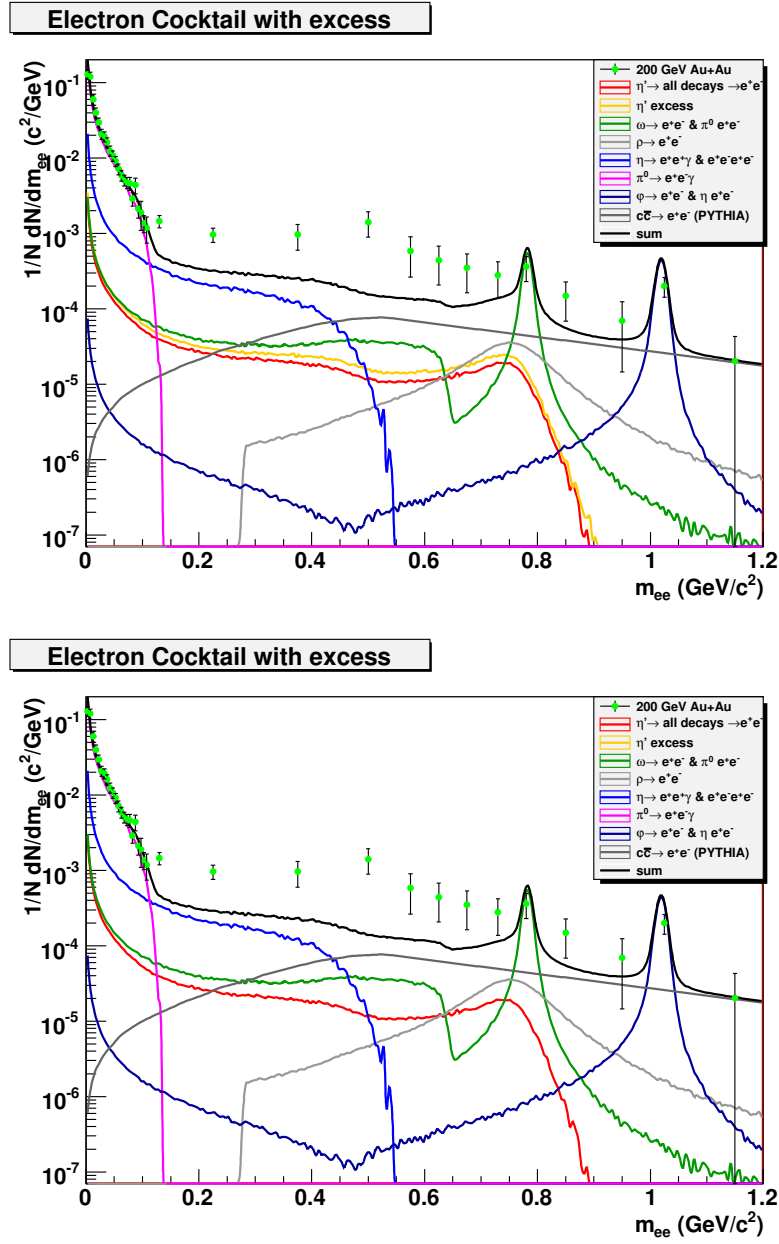 Electron Cocktail with excess
1/N dN/dm_ee (c²/GeV)
10⁻¹
10⁻²
10⁻³
10⁻⁴
10⁻⁵
10⁻⁶
10⁻⁷
200 GeV Au+Au
η'→ all decays →e⁺e⁻
η' excess
ω→ e⁺e⁻ & π⁰ e⁺e⁻
ρ→ e⁺e⁻
η→ e⁺e⁺γ & e⁺e⁻e⁺e⁻
π⁰→ e⁺e⁻γ
φ→ e⁺e⁻ & η e⁺e⁻
cc̅→ e⁺e⁻ (PYTHIA)
sum
0 0.2 0.4 0.6 0.8 1 1.2
m_ee (GeV/c²)
Electron Cocktail with excess
1/N dN/dm_ee (c²/GeV)
10⁻¹
10⁻²
10⁻³
10⁻⁴
10⁻⁵
10⁻⁶
10⁻⁷
200 GeV Au+Au
η'→ all decays →e⁺e⁻
η' excess
ω→ e⁺e⁻ & π⁰ e⁺e⁻
ρ→ e⁺e⁻
η→ e⁺e⁺γ & e⁺e⁻e⁺e⁻
π⁰→ e⁺e⁻γ
φ→ e⁺e⁻ & η e⁺e⁻
cc̅→ e⁺e⁻ (PYTHIA)
sum
0 0.2 0.4 0.6 0.8 1 1.2
m_ee (GeV/c²)